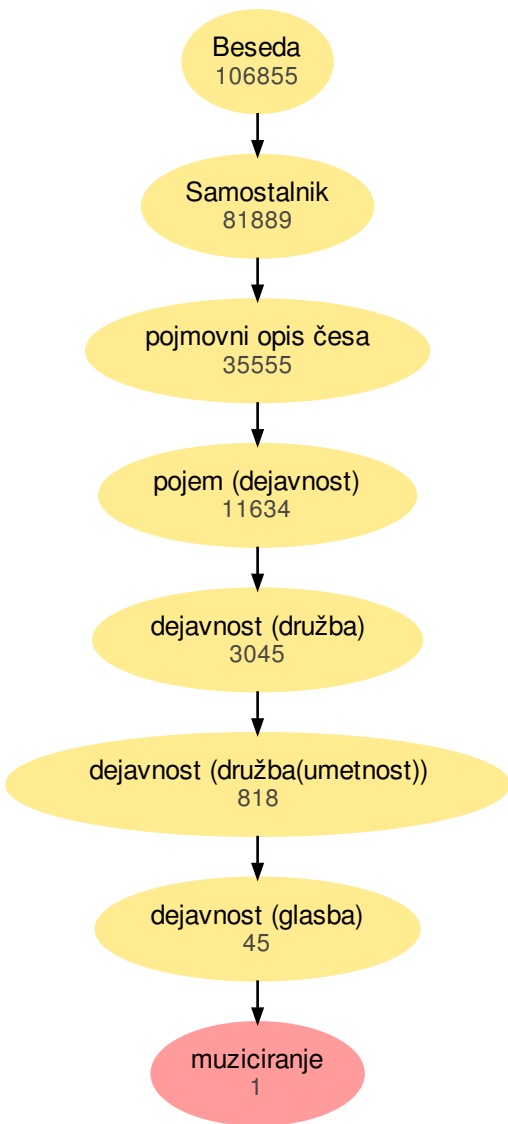 Beseda
106855
Samostalnik
81889
pojmovni opis česa
35555
pojem (dejavnost)
11634
dejavnost (družba)
3045
dejavnost (družba(umetnost))
818
dejavnost (glasba)
45
muziciranje
1